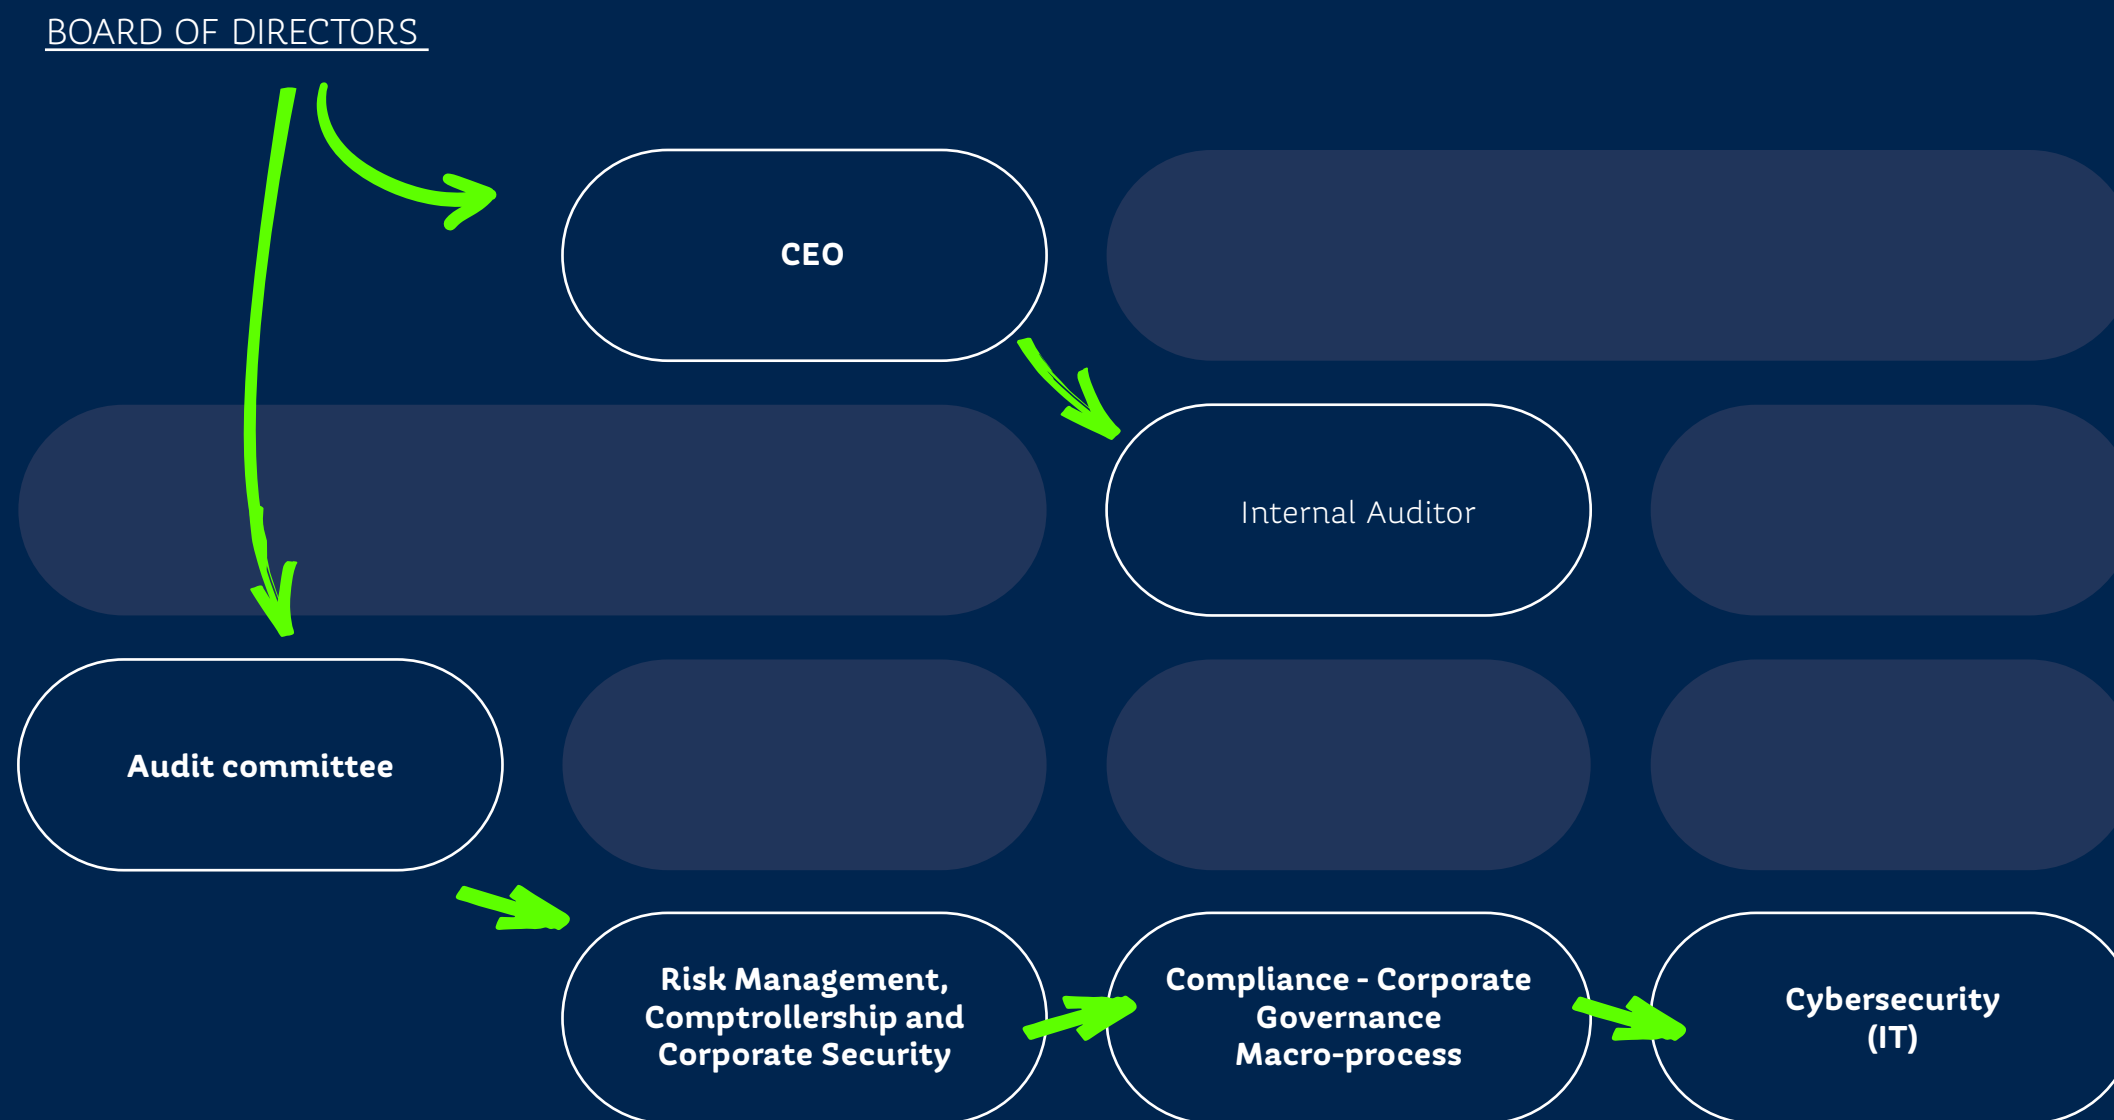 BOARD OF DIRECTORS
CEO
Internal Auditor
Audit committee
Risk Management,
Comptrollership and
Corporate Security
Compliance - Corporate
Governance
Macro-process
Cybersecurity
(IT)